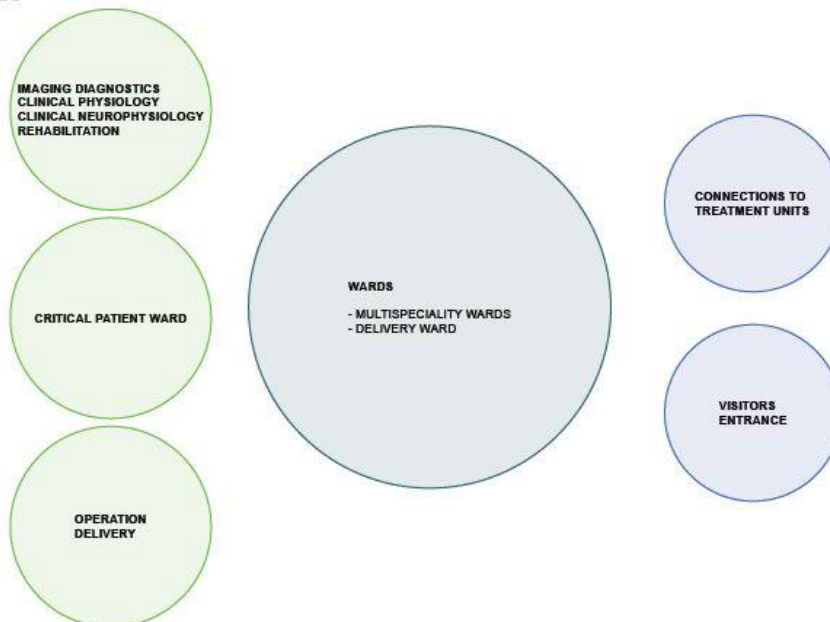 IMAGING DIAGNOSTICS
CLINICAL PHYSIOLOGY
CLINICAL NEUROPHYSIOLOGY
REHABILITATION
CRITICAL PATIENT WARD
OPERATION
DELIVERY
WARDS
- MULTISPECIALITY WARDS
- DELIVERY WARD
CONNECTIONS TO
TREATMENT UNITS
VISITORS
ENTRANCE